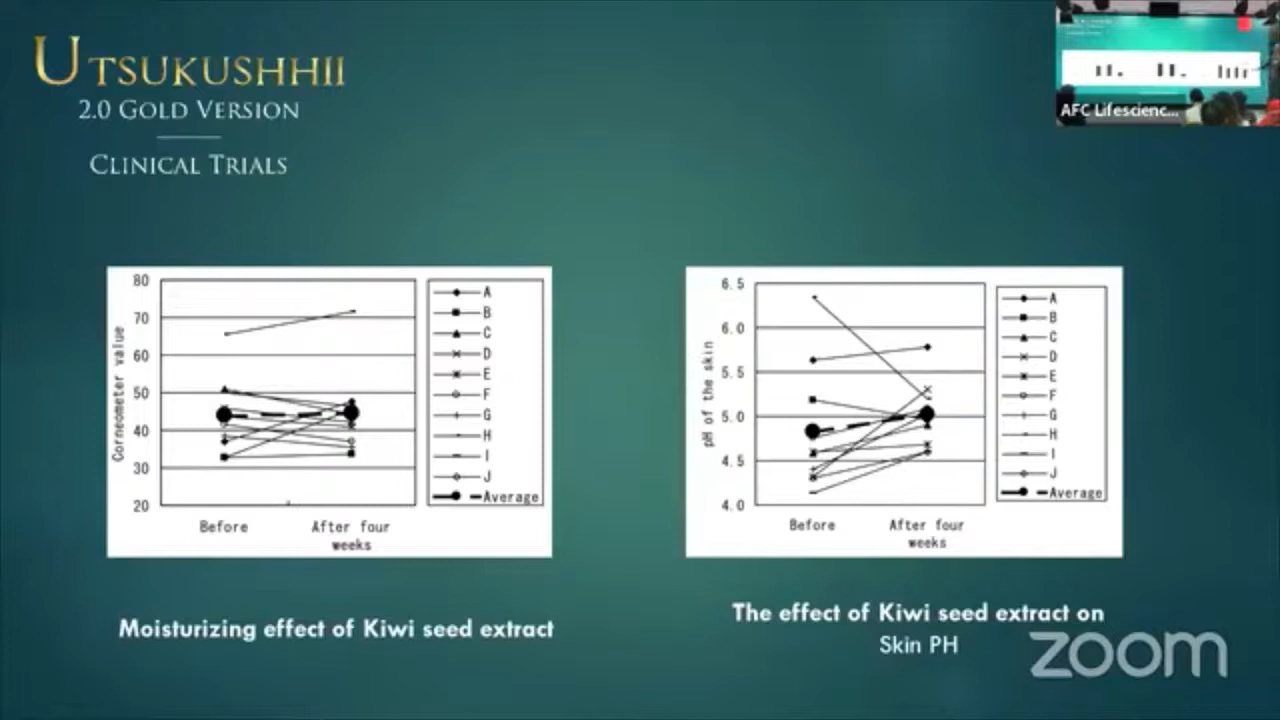 UTSUKUSHHII
2.0 GOLD VERSION
CLINICAL TRIALS
AFC Lifescienc...
80
70
60
50
40
30
20
Corneometer value
Before
After four
weeks
A
B
C
D
E
F
G
H
I
J
Average
Moisturizing effect of Kiwi seed extract
6.5
6.0
5.5
5.0
4.5
4.0
pH of the skin
Before
After four
weeks
A
B
C
D
E
F
G
H
I
J
Average
The effect of Kiwi seed extract on
Skin PH
zoom